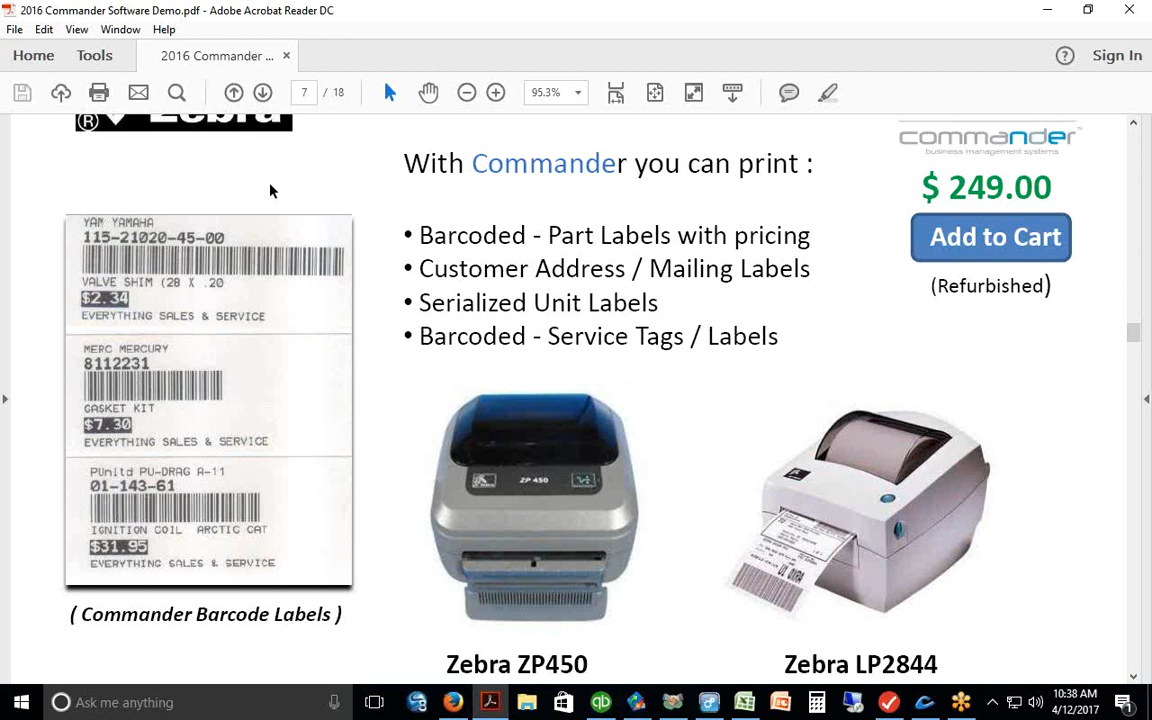 2016 Commander Software Demo.pdf - Adobe Acrobat Reader DC
File Edit View Window Help
Home Tools 2016 Commander ... × Sign In
7 / 18 95.3%
® Zebra
commander
business management systems
With Commander you can print :
$ 249.00
Add to Cart
(Refurbished)
• Barcoded - Part Labels with pricing
• Customer Address / Mailing Labels
• Serialized Unit Labels
• Barcoded - Service Tags / Labels
YAM YAMAHA
115-21020-45-00
VALVE SHIM (28 X .20
$2.34
EVERYTHING SALES & SERVICE
MERC MERCURY
8112231
GASKET KIT
$7.30
EVERYTHING SALES & SERVICE
PUnitd PU-DRAG A-11
01-143-61
IGNITION COIL ARCTIC CAT
$31.95
EVERYTHING SALES & SERVICE
( Commander Barcode Labels )
ZP 450
Zebra ZP450
Zebra LP2844
Ask me anything
10:38 AM
4/12/2017